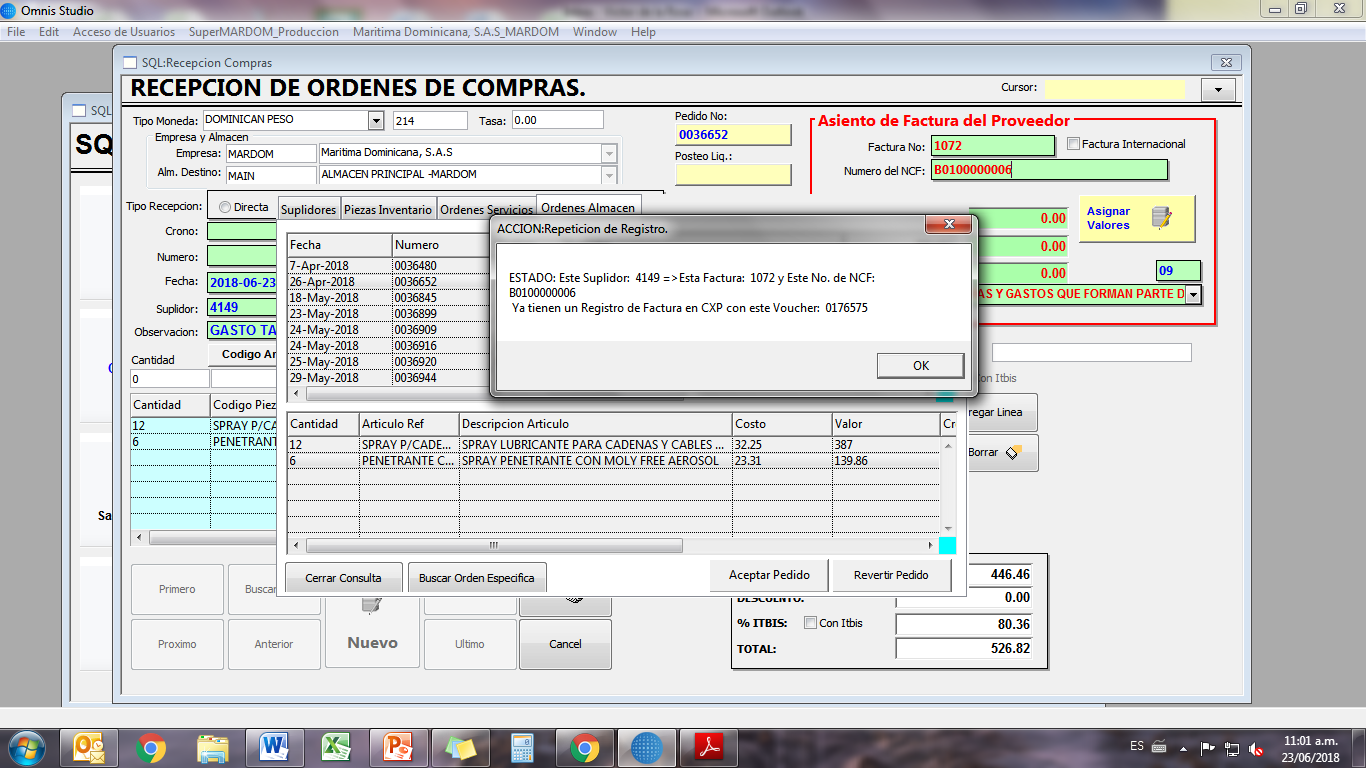 Omnis Studio
File Edit Acceso de Usuarios SuperMARDOM_Produccion Maritima Dominicana, S.A.S_MARDOM Window Help
SQL:Recepcion Compras
RECEPCION DE ORDENES DE COMPRAS.
Cursor:
SQL
SQ
Tipo Moneda: DOMINICAN PESO 214 Tasa: 0.00
Pedido No:
0036652
Posteo Liq.:
Empresa y Almacen
Empresa: MARDOM Maritima Dominicana, S.A.S
Alm. Destino: MAIN ALMACEN PRINCIPAL -MARDOM
Asiento de Factura del Proveedor
Factura No: 1072 Factura Internacional
Numero del NCF: B0100000006
0.00
0.00
0.00
Asignar
Valores
09
AS Y GASTOS QUE FORMAN PARTE D
Tipo Recepcion: Directa
Crono:
Numero:
Fecha: 2018-06-23
Suplidor: 4149
Observacion: GASTO TA
Cantidad Codigo Ar
0
Cantidad Codigo Piez
12 SPRAY P/CA
6 PENETRANT
Suplidores Piezas Inventario Ordenes Servicios Ordenes Almacen
Fecha Numero
7-Apr-2018 0036480
26-Apr-2018 0036652
18-May-2018 0036845
23-May-2018 0036899
24-May-2018 0036909
24-May-2018 0036916
25-May-2018 0036920
29-May-2018 0036944
ACCION:Repeticion de Registro.
ESTADO: Este Suplidor: 4149 =>Esta Factura: 1072 y Este No. de NCF:
B0100000006
Ya tienen un Registro de Factura en CXP con este Voucher: 0176575
OK
Con Itbis
regar Linea
Borrar
Cantidad Articulo Ref Descripcion Articulo Costo Valor Cr
12 SPRAY P/CADE... SPRAY LUBRICANTE PARA CADENAS Y CABLES ... 32.25 387
6 PENETRANTE C... SPRAY PENETRANTE CON MOLY FREE AEROSOL 23.31 139.86
Cerrar Consulta Buscar Orden Especifica Aceptar Pedido Revertir Pedido
Sa
Primero Buscar
Proximo Anterior Nuevo Ultimo Cancel
446.46
DESCUENTO: 0.00
% ITBIS: Con Itbis 80.36
TOTAL: 526.82
ES
11:01 a.m.
23/06/2018